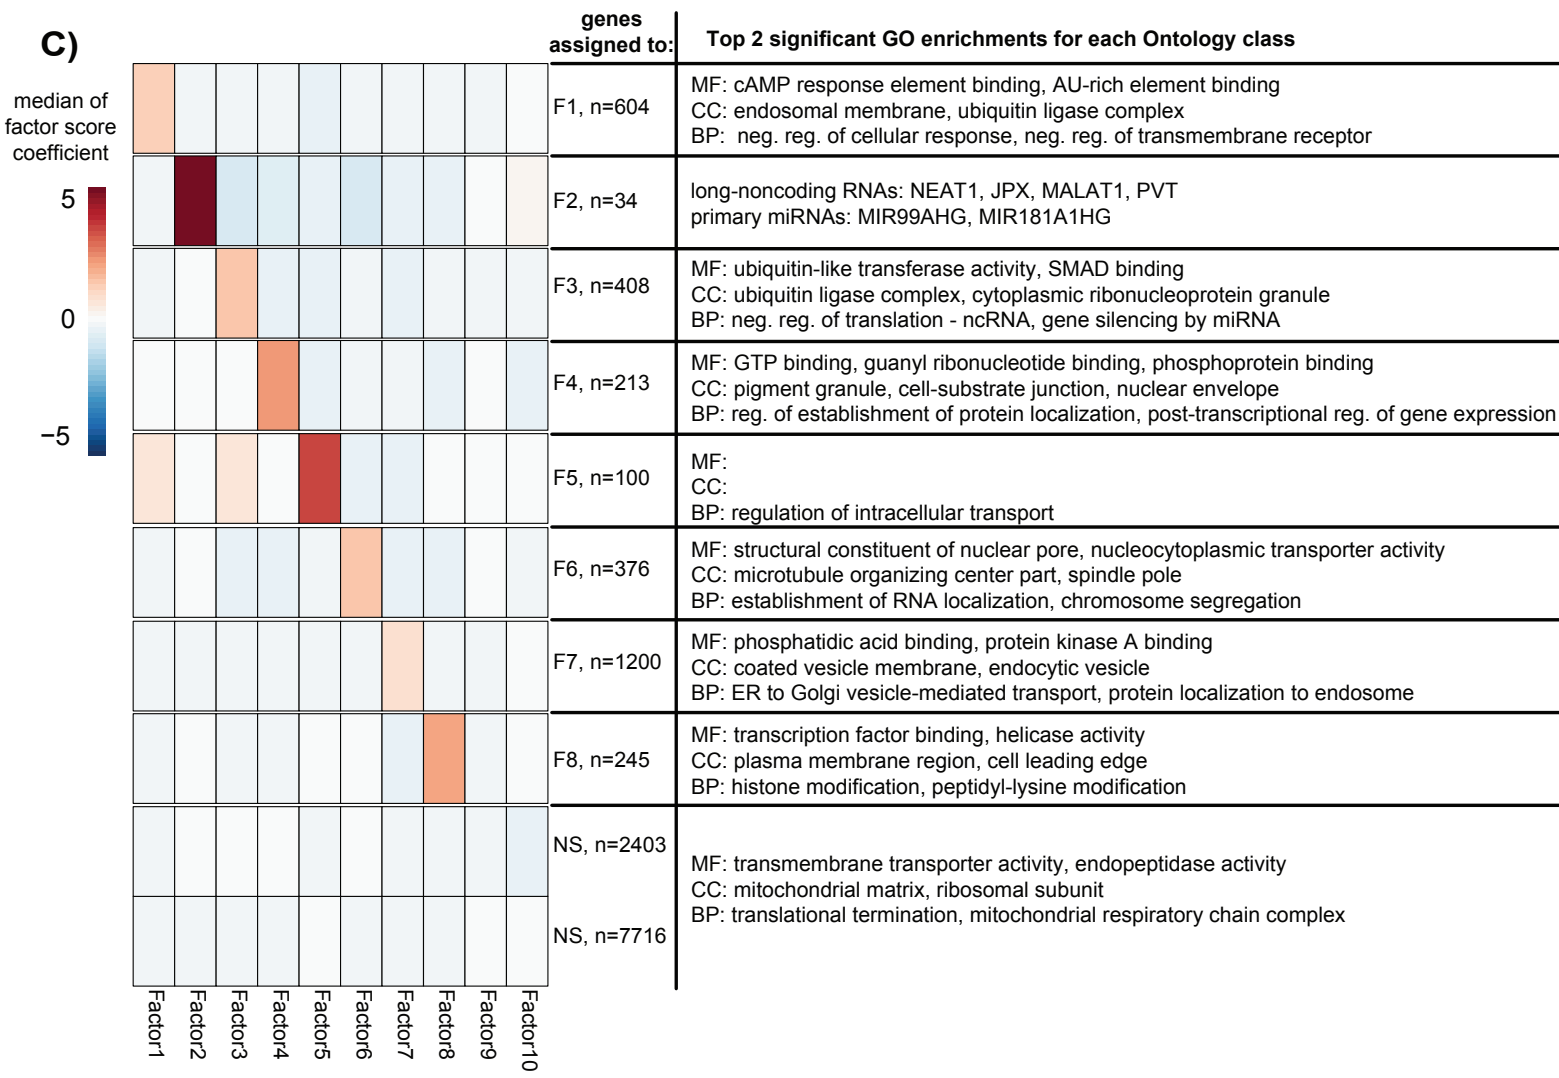 C)
genes
assigned to:
Top 2 significant GO enrichments for each Ontology class
median of
factor score
coefficient
5
0
−5
F1, n=604
MF: cAMP response element binding, AU-rich element binding
CC: endosomal membrane, ubiquitin ligase complex
BP:  neg. reg. of cellular response, neg. reg. of transmembrane receptor
F2, n=34
long-noncoding RNAs: NEAT1, JPX, MALAT1, PVT
primary miRNAs: MIR99AHG, MIR181A1HG
F3, n=408
MF: ubiquitin-like transferase activity, SMAD binding
CC: ubiquitin ligase complex, cytoplasmic ribonucleoprotein granule
BP: neg. reg. of translation - ncRNA, gene silencing by miRNA
F4, n=213
MF: GTP binding, guanyl ribonucleotide binding, phosphoprotein binding
CC: pigment granule, cell-substrate junction, nuclear envelope
BP: reg. of establishment of protein localization, post-transcriptional reg. of gene expression
F5, n=100
MF:
CC:
BP: regulation of intracellular transport
F6, n=376
MF: structural constituent of nuclear pore, nucleocytoplasmic transporter activity
CC: microtubule organizing center part, spindle pole
BP: establishment of RNA localization, chromosome segregation
F7, n=1200
MF: phosphatidic acid binding, protein kinase A binding
CC: coated vesicle membrane, endocytic vesicle
BP: ER to Golgi vesicle-mediated transport, protein localization to endosome
F8, n=245
MF: transcription factor binding, helicase activity
CC: plasma membrane region, cell leading edge
BP: histone modification, peptidyl-lysine modification
NS, n=2403
NS, n=7716
MF: transmembrane transporter activity, endopeptidase activity
CC: mitochondrial matrix, ribosomal subunit
BP: translational termination, mitochondrial respiratory chain complex
Factor1
Factor2
Factor3
Factor4
Factor5
Factor6
Factor7
Factor8
Factor9
Factor10